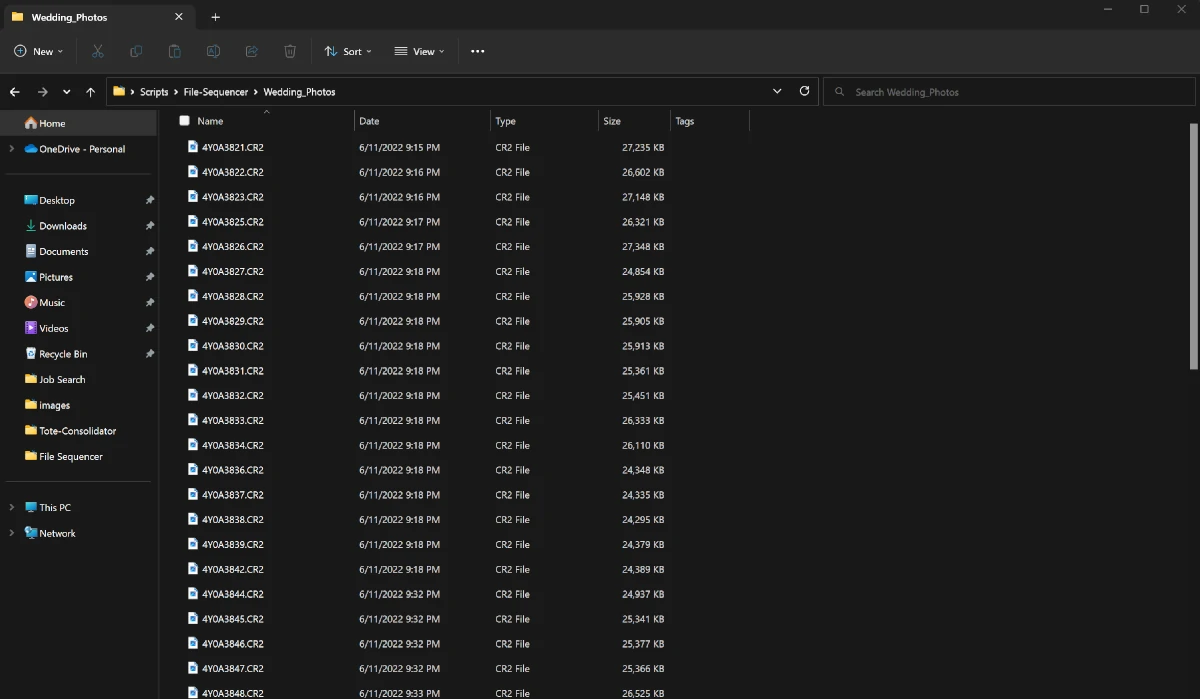 Wedding_Photos
New
Sort
View
Scripts
File-Sequencer
Wedding_Photos
Search Wedding_Photos
Home
OneDrive - Personal
Desktop
Downloads
Documents
Pictures
Music
Videos
Recycle Bin
Job Search
images
Tote-Consolidator
File Sequencer
This PC
Network
Name Date Type Size Tags
4Y0A3821.CR2 6/11/2022 9:15 PM CR2 File 27,235 KB
4Y0A3822.CR2 6/11/2022 9:16 PM CR2 File 26,602 KB
4Y0A3823.CR2 6/11/2022 9:16 PM CR2 File 27,148 KB
4Y0A3825.CR2 6/11/2022 9:17 PM CR2 File 26,321 KB
4Y0A3826.CR2 6/11/2022 9:17 PM CR2 File 27,348 KB
4Y0A3827.CR2 6/11/2022 9:18 PM CR2 File 24,854 KB
4Y0A3828.CR2 6/11/2022 9:18 PM CR2 File 25,928 KB
4Y0A3829.CR2 6/11/2022 9:18 PM CR2 File 25,905 KB
4Y0A3830.CR2 6/11/2022 9:18 PM CR2 File 25,913 KB
4Y0A3831.CR2 6/11/2022 9:18 PM CR2 File 25,361 KB
4Y0A3832.CR2 6/11/2022 9:18 PM CR2 File 25,451 KB
4Y0A3833.CR2 6/11/2022 9:18 PM CR2 File 26,333 KB
4Y0A3834.CR2 6/11/2022 9:18 PM CR2 File 26,110 KB
4Y0A3836.CR2 6/11/2022 9:18 PM CR2 File 24,348 KB
4Y0A3837.CR2 6/11/2022 9:18 PM CR2 File 24,335 KB
4Y0A3838.CR2 6/11/2022 9:18 PM CR2 File 24,295 KB
4Y0A3839.CR2 6/11/2022 9:18 PM CR2 File 24,379 KB
4Y0A3842.CR2 6/11/2022 9:18 PM CR2 File 24,389 KB
4Y0A3844.CR2 6/11/2022 9:32 PM CR2 File 24,937 KB
4Y0A3845.CR2 6/11/2022 9:32 PM CR2 File 25,341 KB
4Y0A3846.CR2 6/11/2022 9:32 PM CR2 File 25,377 KB
4Y0A3847.CR2 6/11/2022 9:32 PM CR2 File 25,366 KB
4Y0A3848.CR2 6/11/2022 9:33 PM CR2 File 26,525 KB